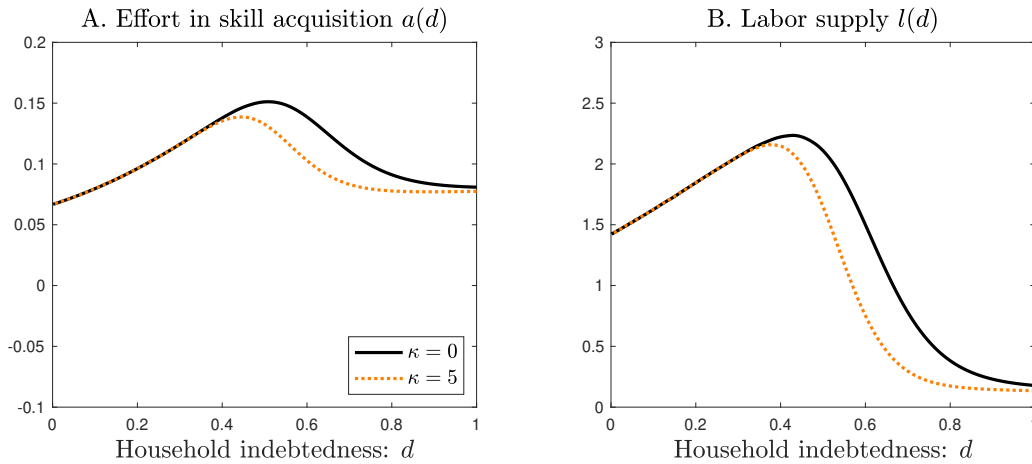 A. Effort in skill acquisition a(d)
0.2
0.15
0.1
0.05
0
-0.05
-0.1
0 0.2 0.4 0.6 0.8 1
κ = 0
κ = 5
Household indebtedness: d
B. Labor supply l(d)
3
2.5
2
1.5
1
0.5
0
0 0.2 0.4 0.6 0.8 1
Household indebtedness: d